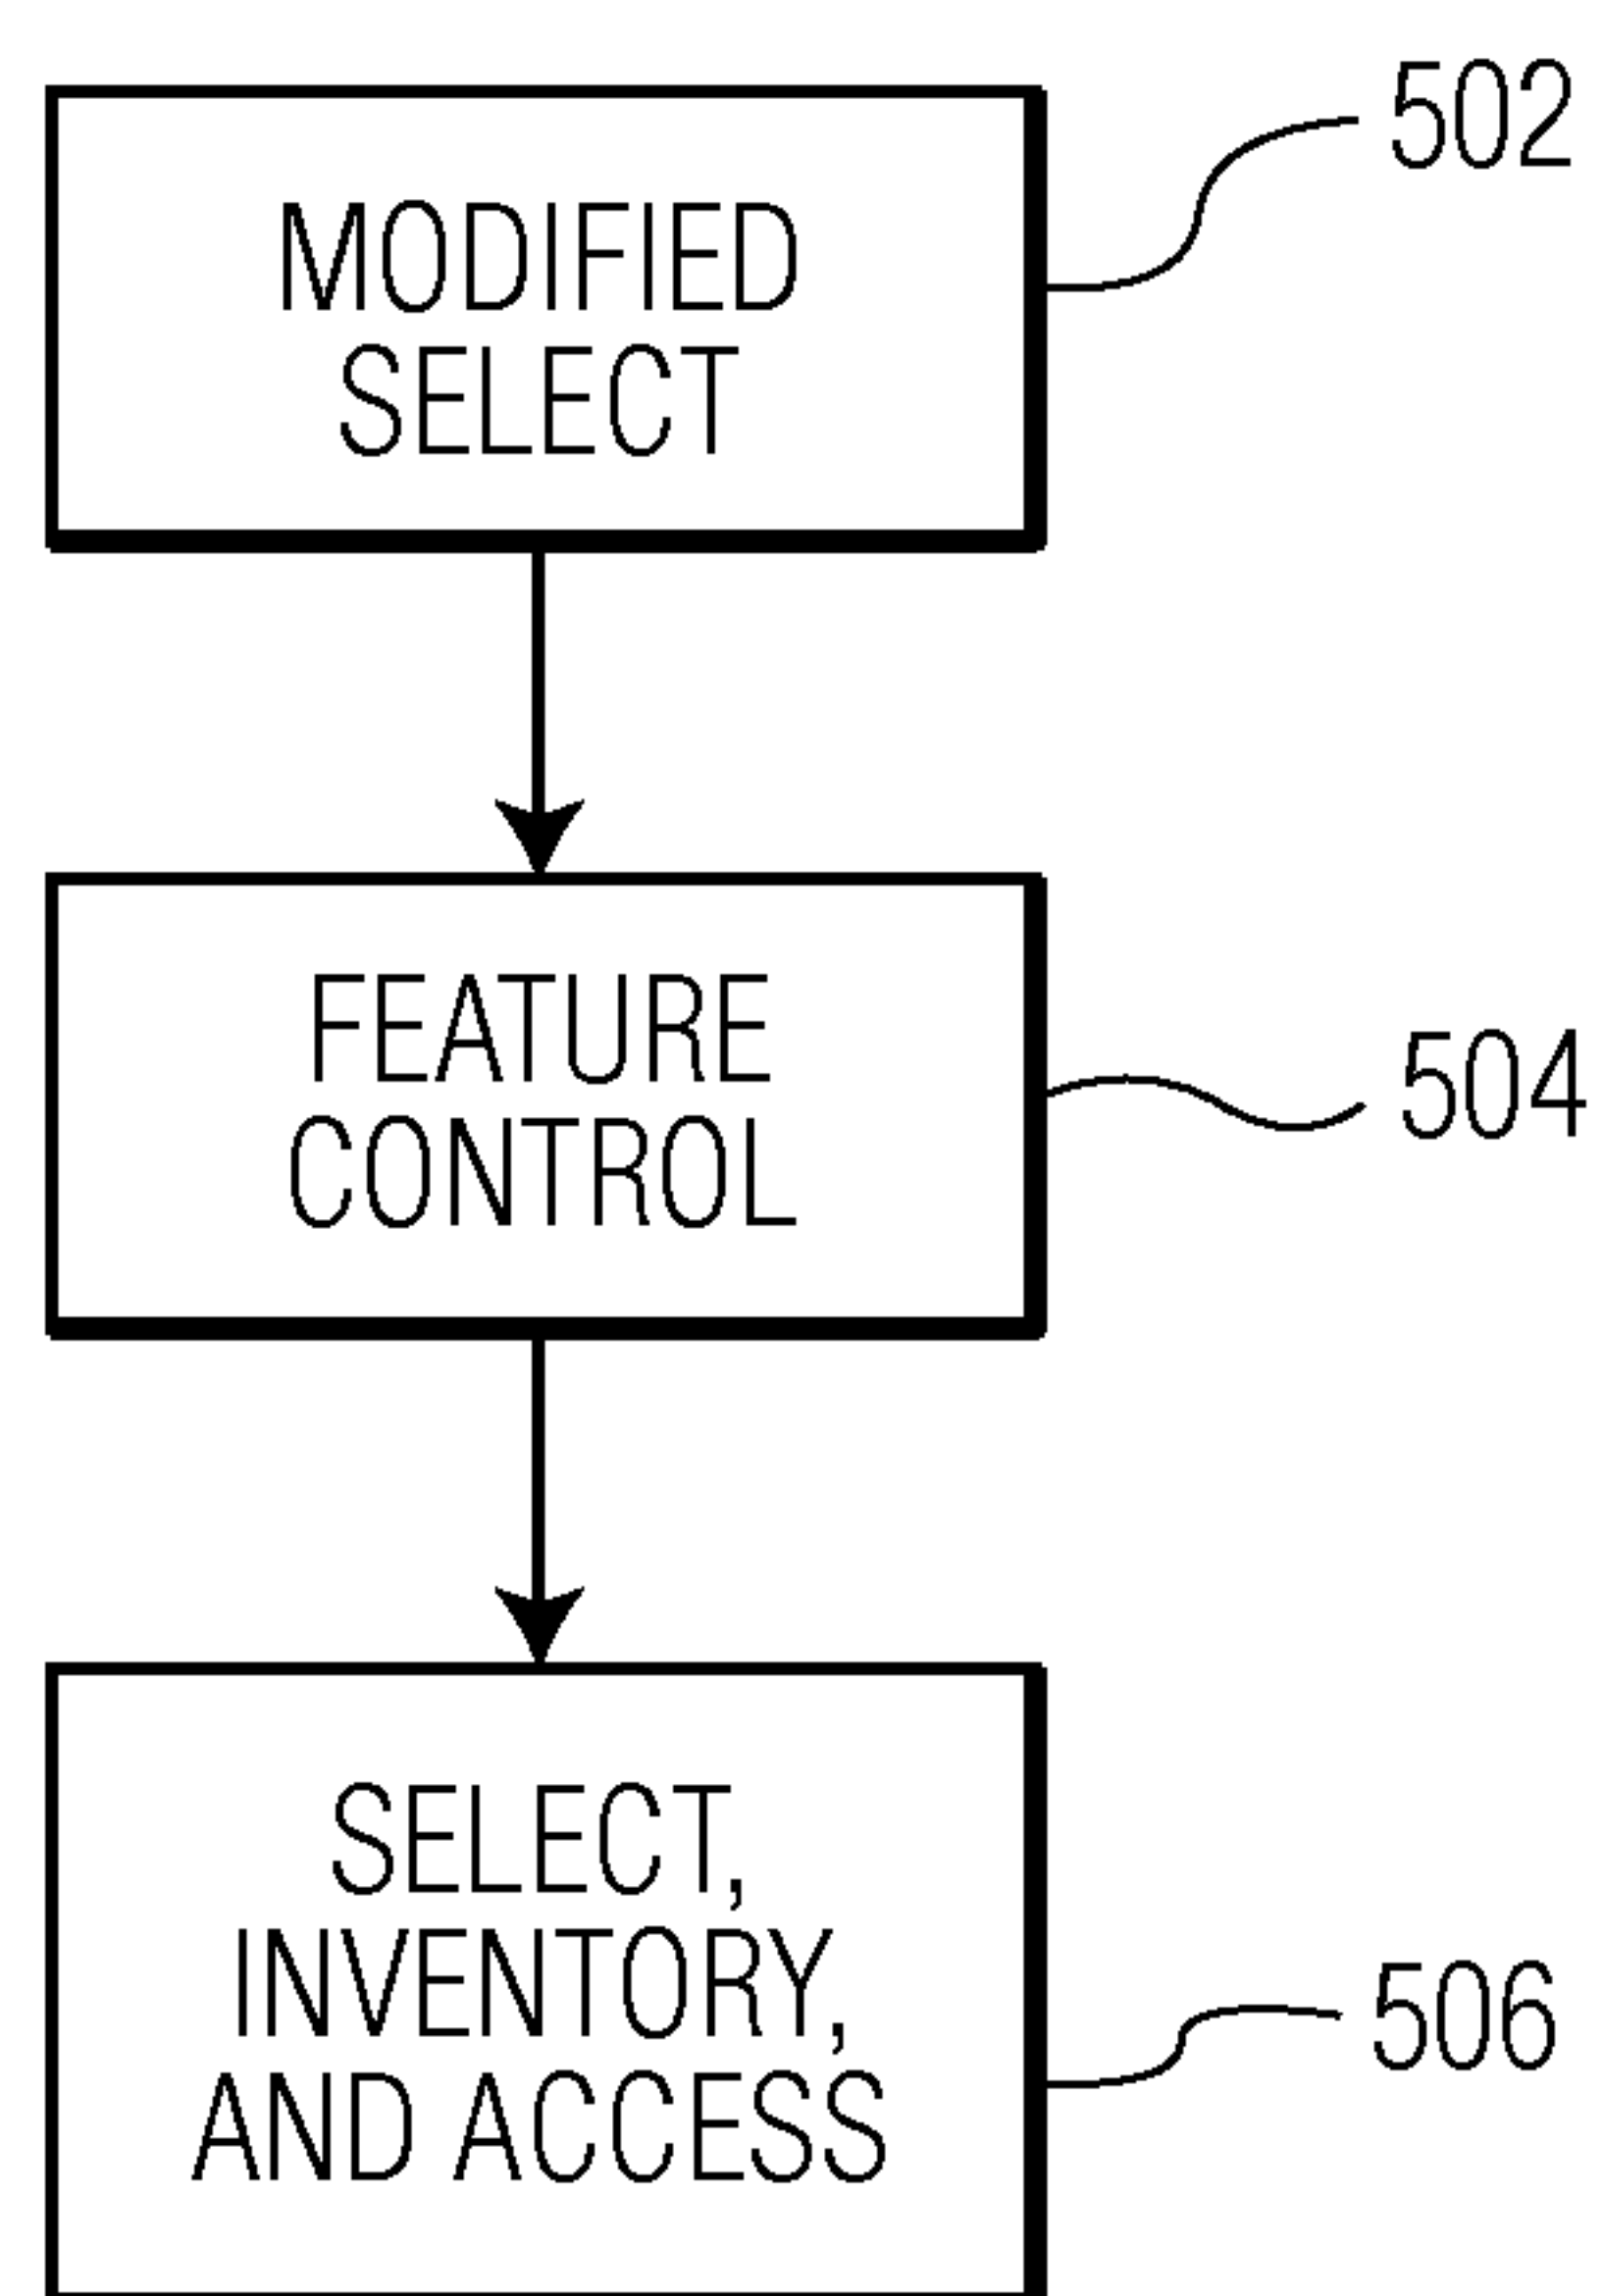 502
MODIFIED
SELECT
FEATURE
CONTROL
504
SELECT,
INVENTORY,
AND ACCESS
506